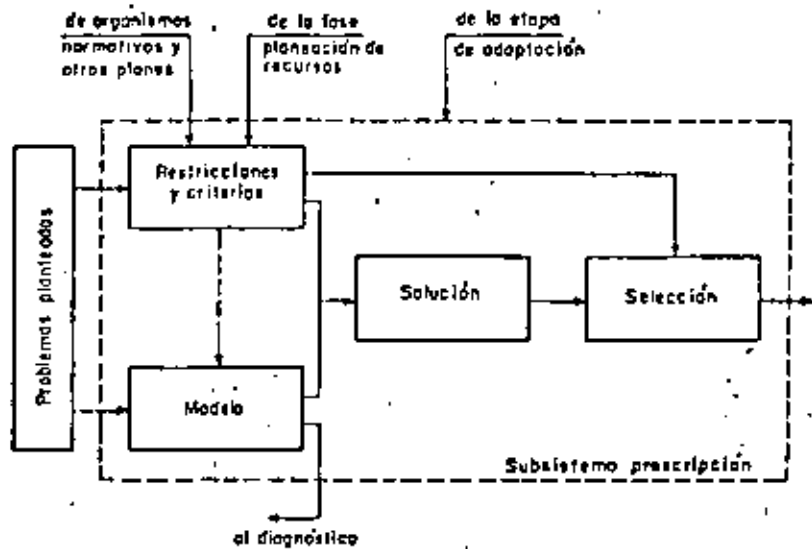 de organismos
normativos y
otros planes
de la fase
planeación de
recursos
de la etapa
de adaptación
Restricciones
y criterios
Problemas planteados
Solución
Selección
Modelo
Subsistema prescripción
al diagnóstico